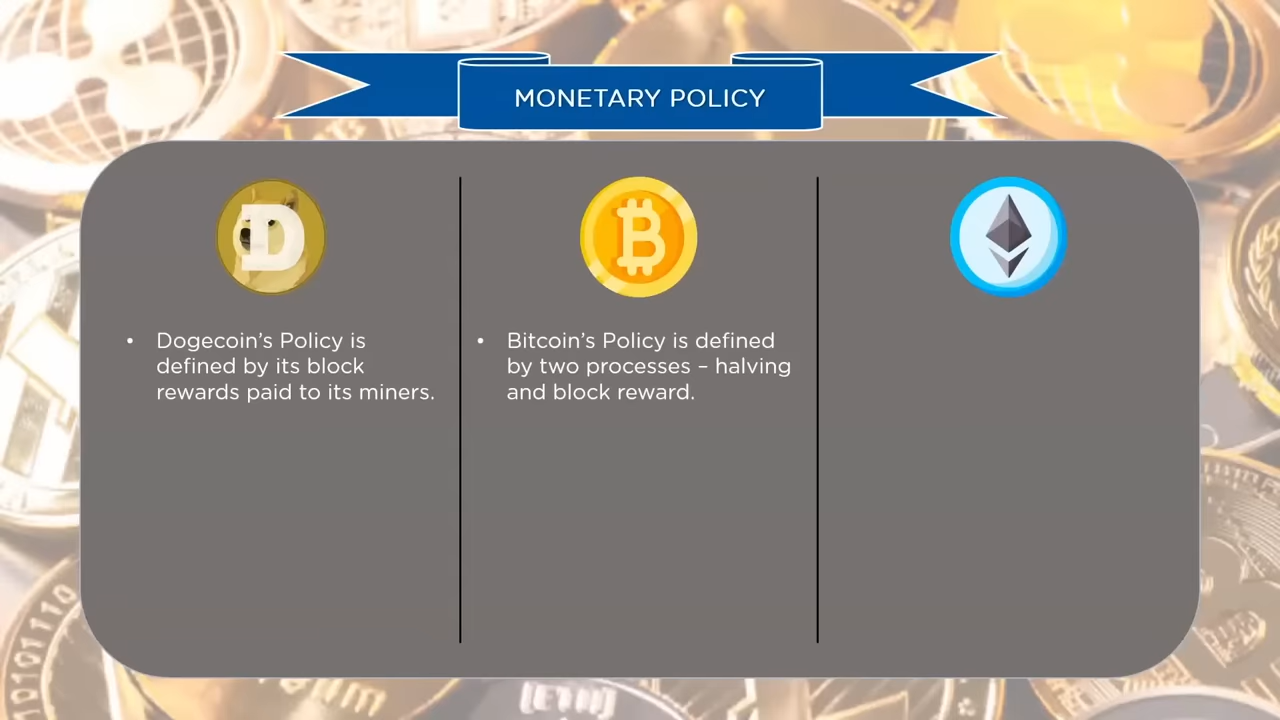 MONETARY POLICY
• Dogecoin's Policy is
defined by its block
rewards paid to its miners.
• Bitcoin's Policy is defined
by two processes – halving
and block reward.